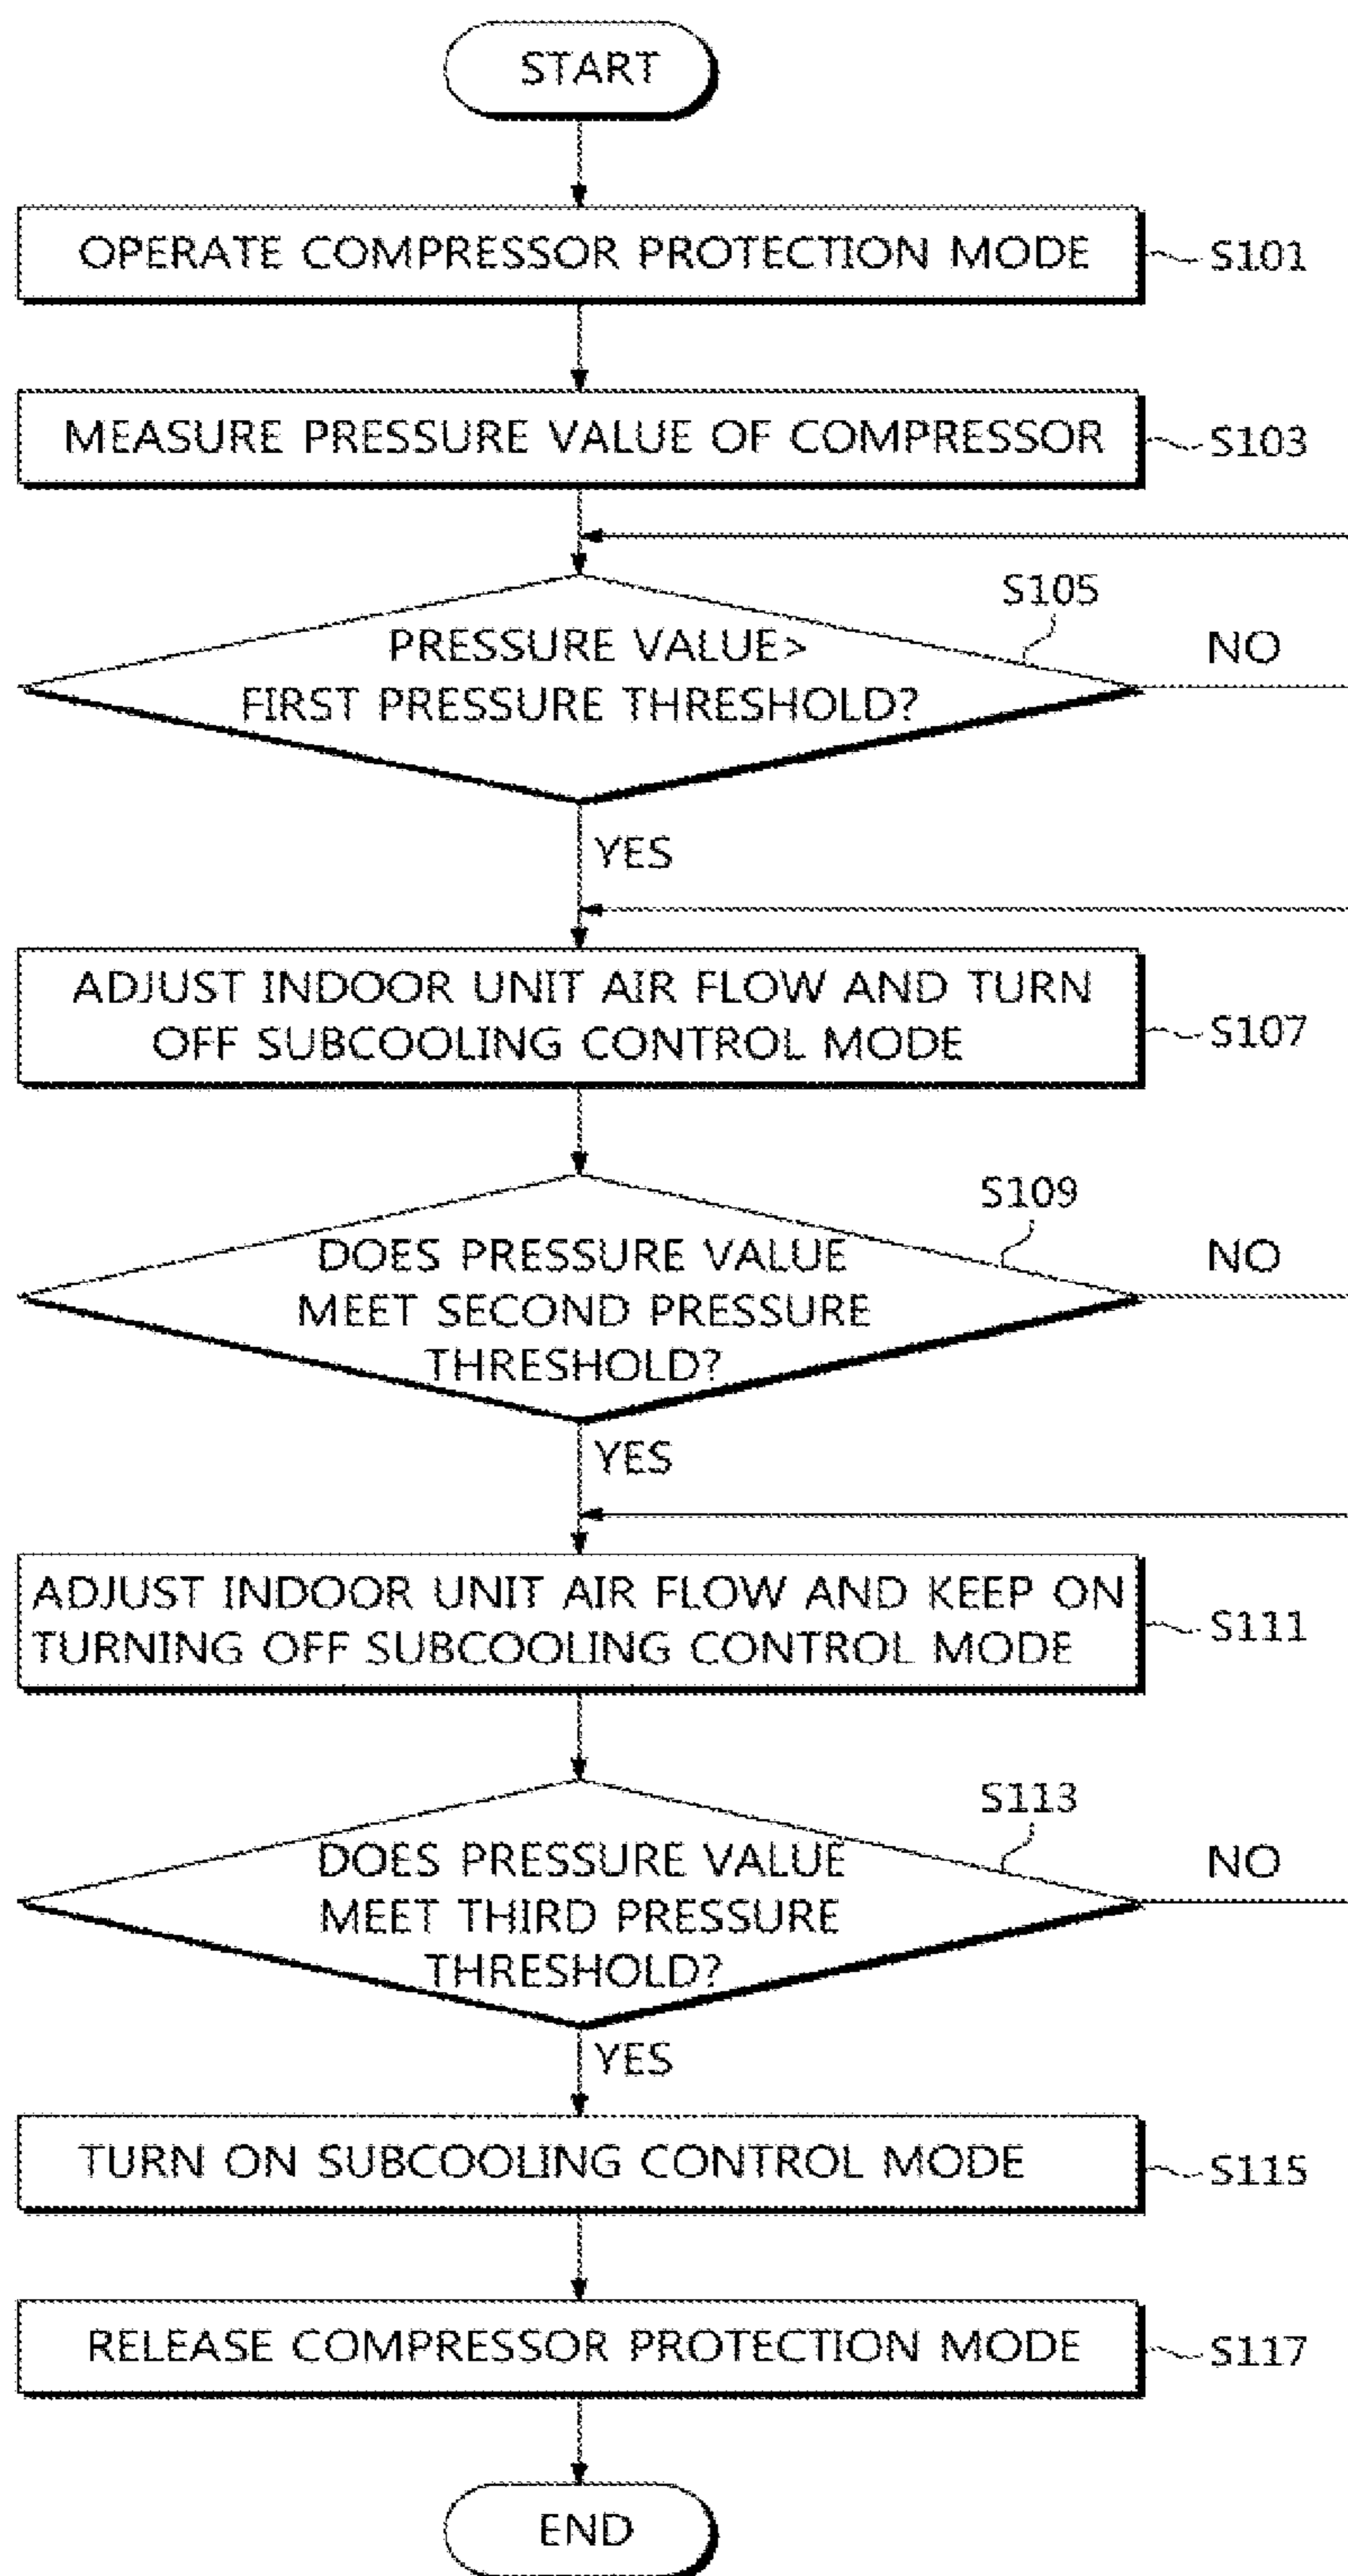 START
OPERATE COMPRESSOR PROTECTION MODE
S101
MEASURE PRESSURE VALUE OF COMPRESSOR
S103
S105
PRESSURE VALUE>
FIRST PRESSURE THRESHOLD?
NO
YES
ADJUST INDOOR UNIT AIR FLOW AND TURN
OFF SUBCOOLING CONTROL MODE
S107
S109
DOES PRESSURE VALUE
MEET SECOND PRESSURE
THRESHOLD?
NO
YES
ADJUST INDOOR UNIT AIR FLOW AND KEEP ON
TURNING OFF SUBCOOLING CONTROL MODE
S111
S113
DOES PRESSURE VALUE
MEET THIRD PRESSURE
THRESHOLD?
NO
YES
TURN ON SUBCOOLING CONTROL MODE
S115
RELEASE COMPRESSOR PROTECTION MODE
S117
END